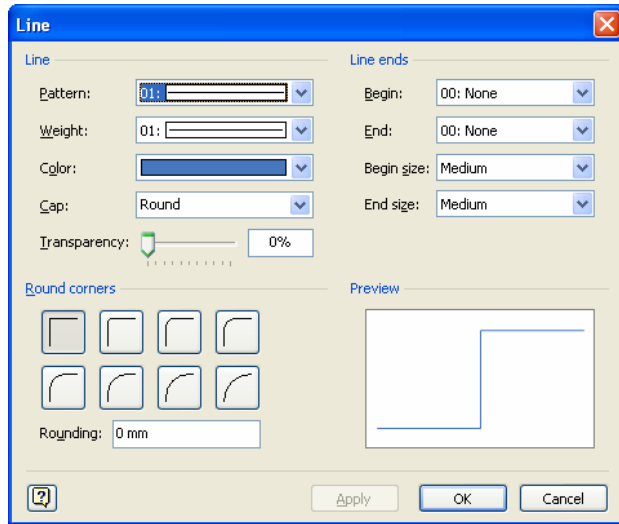 Line
Line
Pattern: 01:
Weight: 01:
Color:
Cap: Round
Transparency: 0%
Line ends
Begin: 00: None
End: 00: None
Begin size: Medium
End size: Medium
Round corners
Rounding: 0 mm
Preview
?
Apply OK Cancel